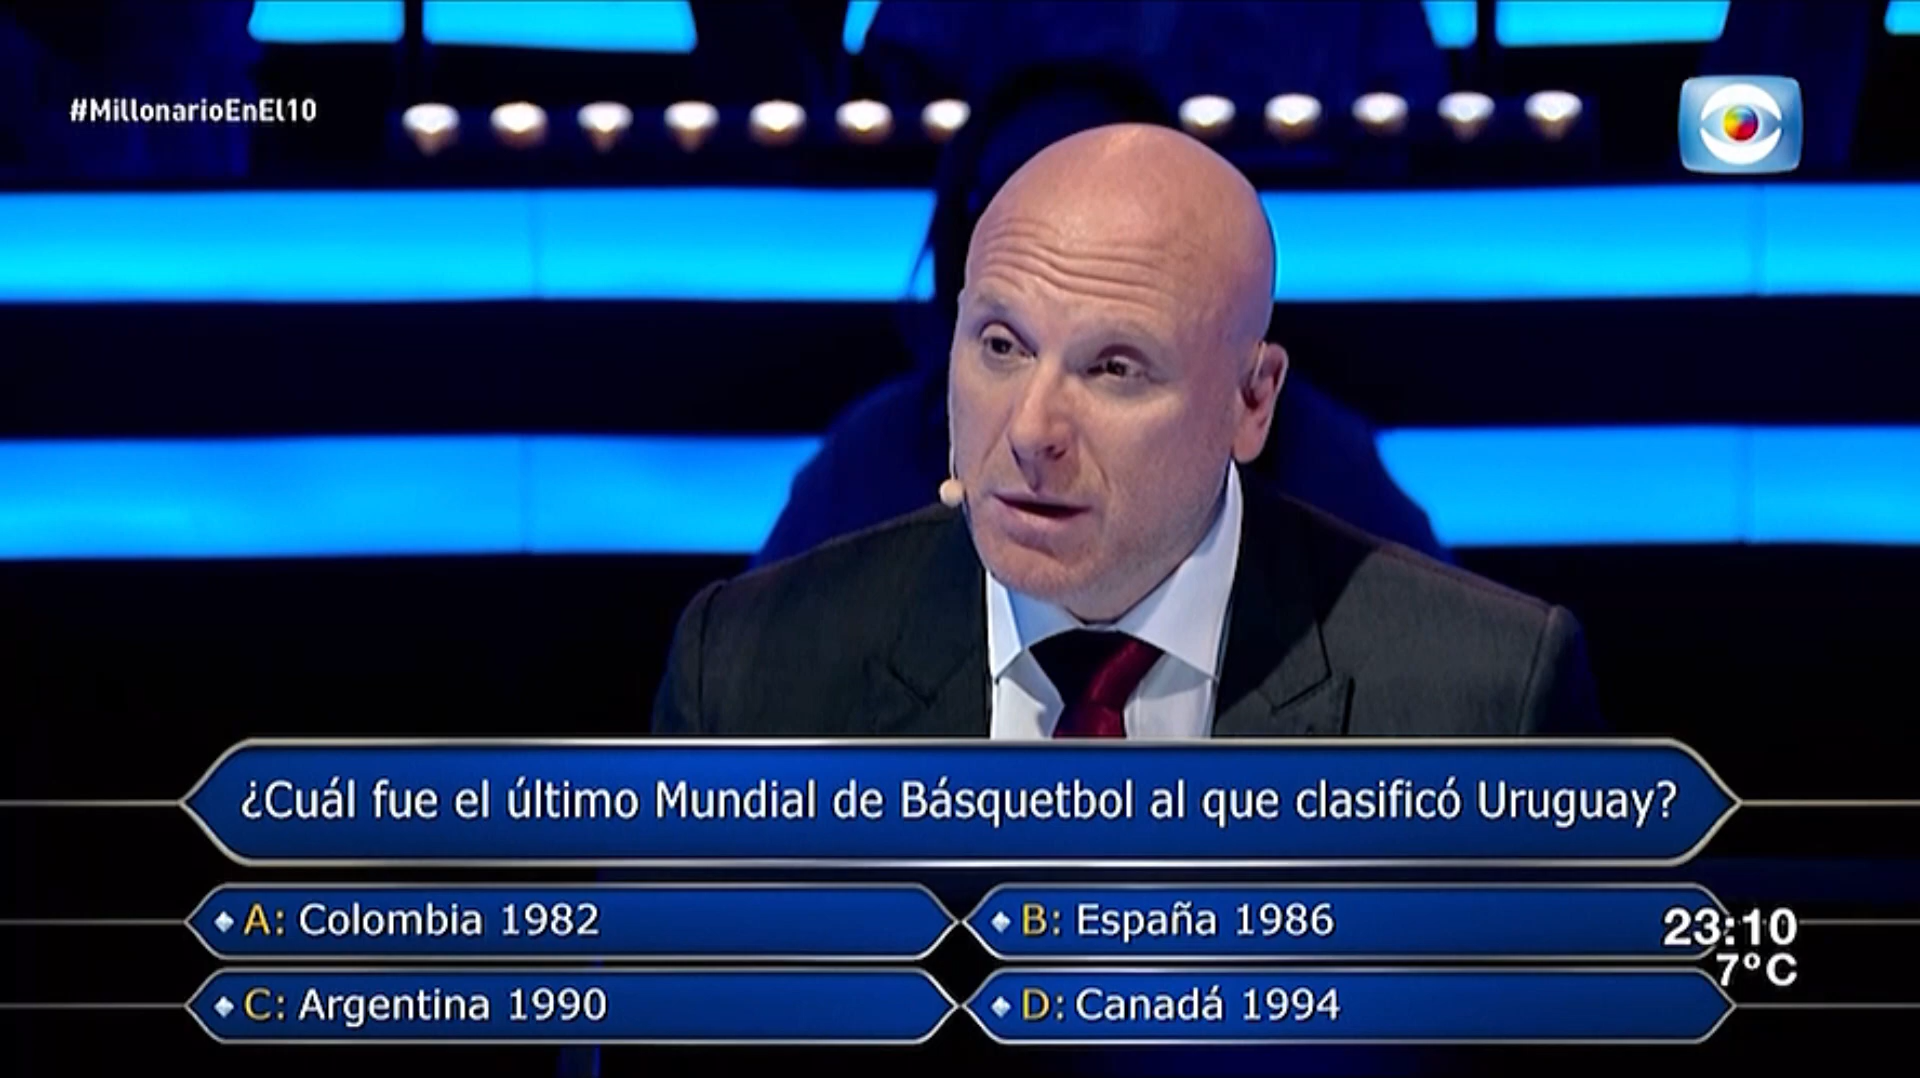 #MillonarioEnEl10
¿Cuál fue el último Mundial de Básquetbol al que clasificó Uruguay?
A: Colombia 1982
B: España 1986
23:10
7°C
C: Argentina 1990
D: Canadá 1994